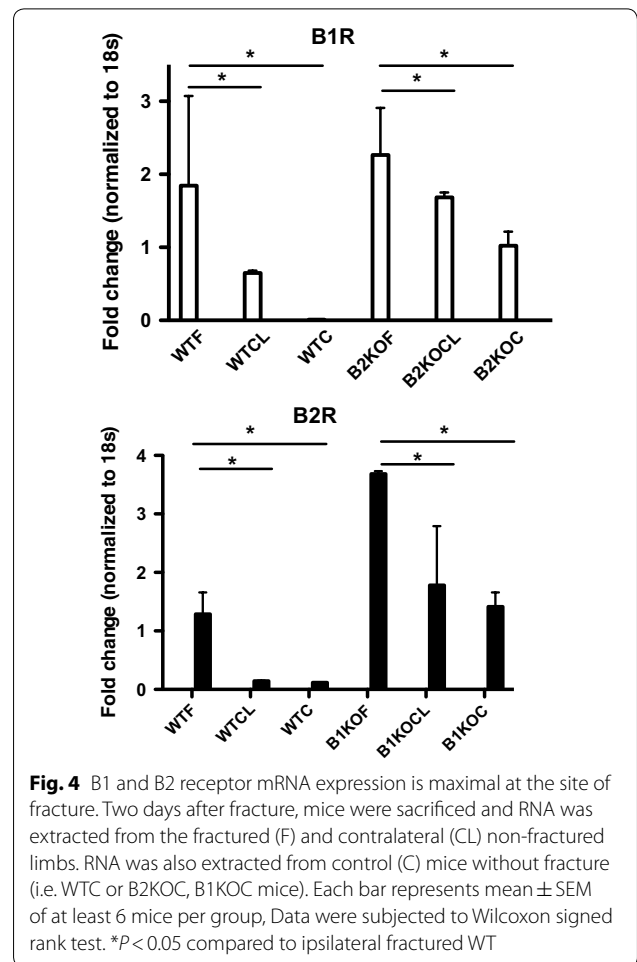 B1R
*
*
*
*
Fold change (normalized to 18s)
3
2
1
0
WTF
WTCL
WTC
B2KOF
B2KOCL
B2KOC
B2R
*
*
*
*
Fold change (normalized to 18s)
4
3
2
1
0
WTF
WTCL
WTC
B1KOF
B1KOCL
B1KOC
Fig. 4 B1 and B2 receptor mRNA expression is maximal at the site of
fracture. Two days after fracture, mice were sacrificed and RNA was
extracted from the fractured (F) and contralateral (CL) non-fractured
limbs. RNA was also extracted from control (C) mice without fracture
(i.e. WTC or B2KOC, B1KOC mice). Each bar represents mean ± SEM
of at least 6 mice per group, Data were subjected to Wilcoxon signed
rank test. *P < 0.05 compared to ipsilateral fractured WT